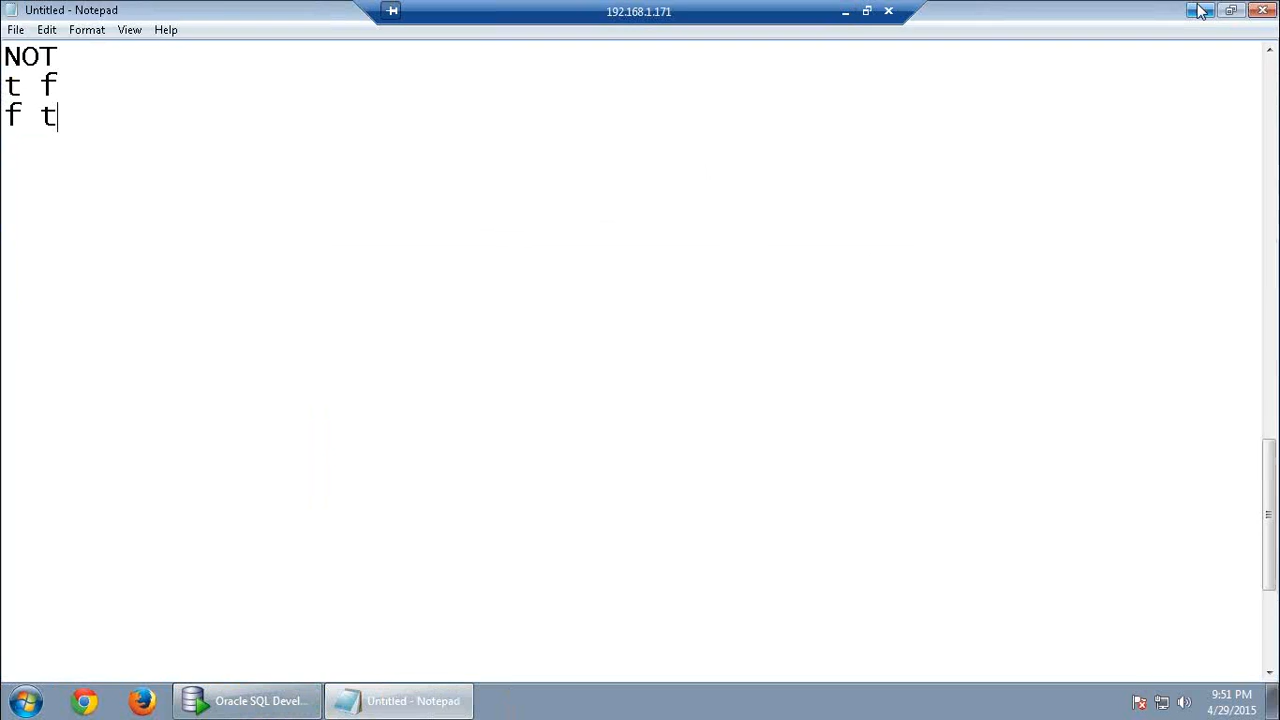 Untitled - Notepad
192.168.1.171
File Edit Format View Help
NOT
t f
f t
Oracle SQL Devel...
Untitled - Notepad
9:51 PM
4/29/2015